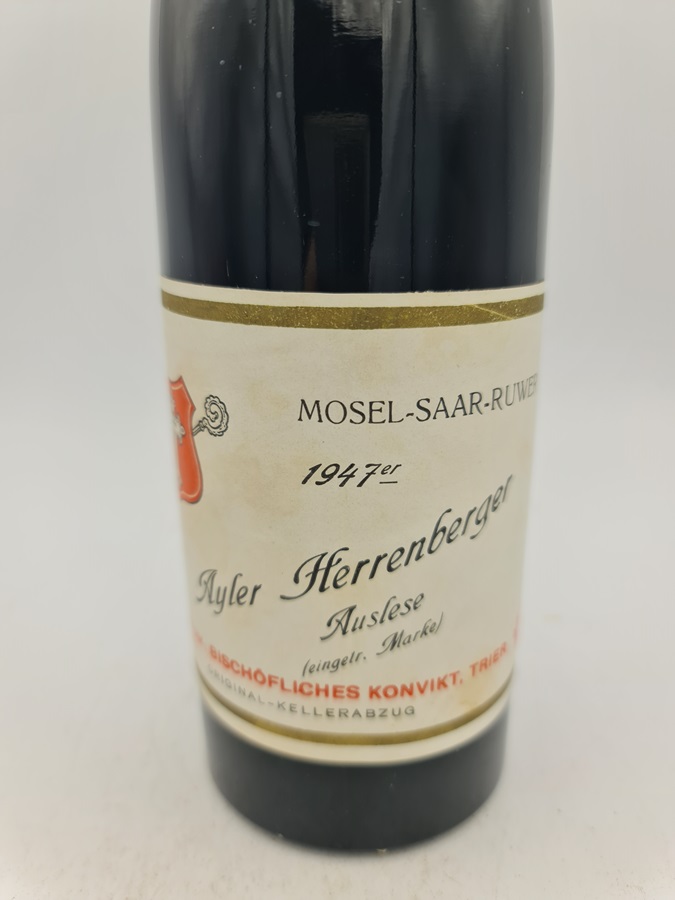 MOSEL-SAAR-RUWER
1947er
Ayler Herrenberger
Auslese
(eingetr. Marke)
BISCHÖFLICHES KONVIKT, TRIER
ORIGINAL-KELLERABZUG